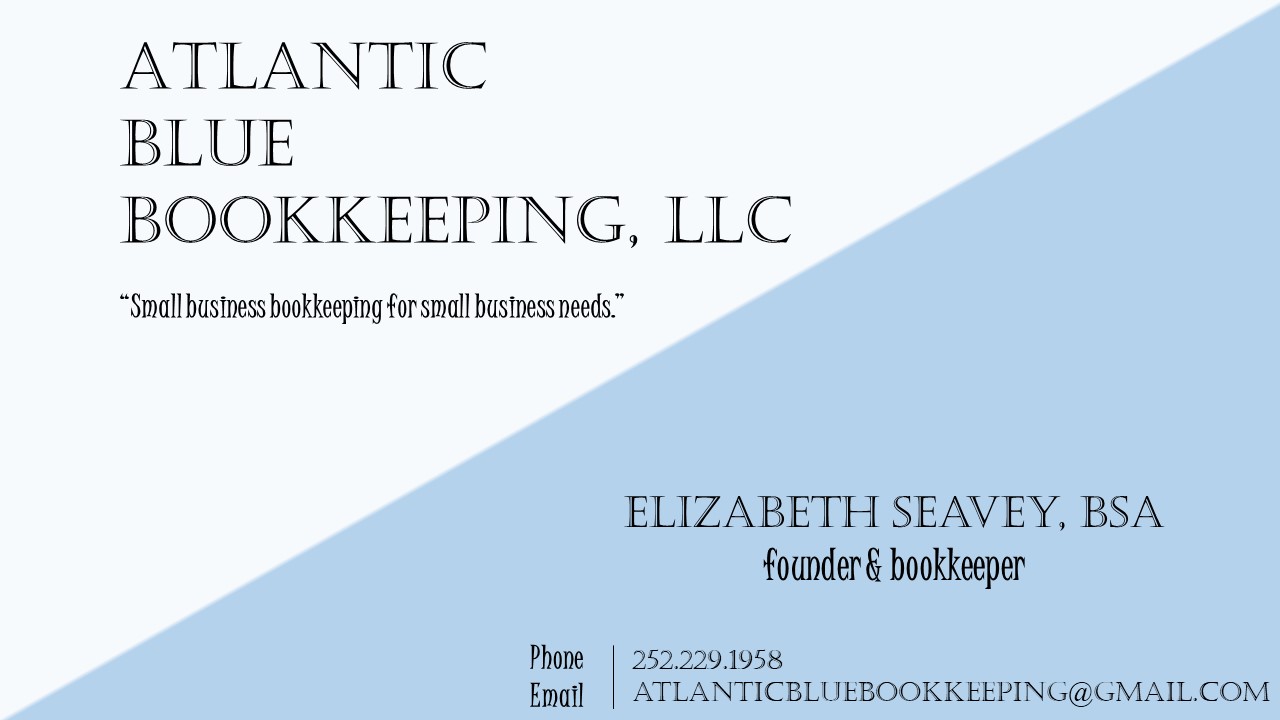 ATLANTIC
BLUE
BOOKKEEPING, LLC
“Small business bookkeeping for small business needs.”
ELIZABETH SEAVEY, BSA
founder & bookkeeper
Phone 252.229.1958
Email ATLANTICBLUEBOOKKEEPING@GMAIL.COM